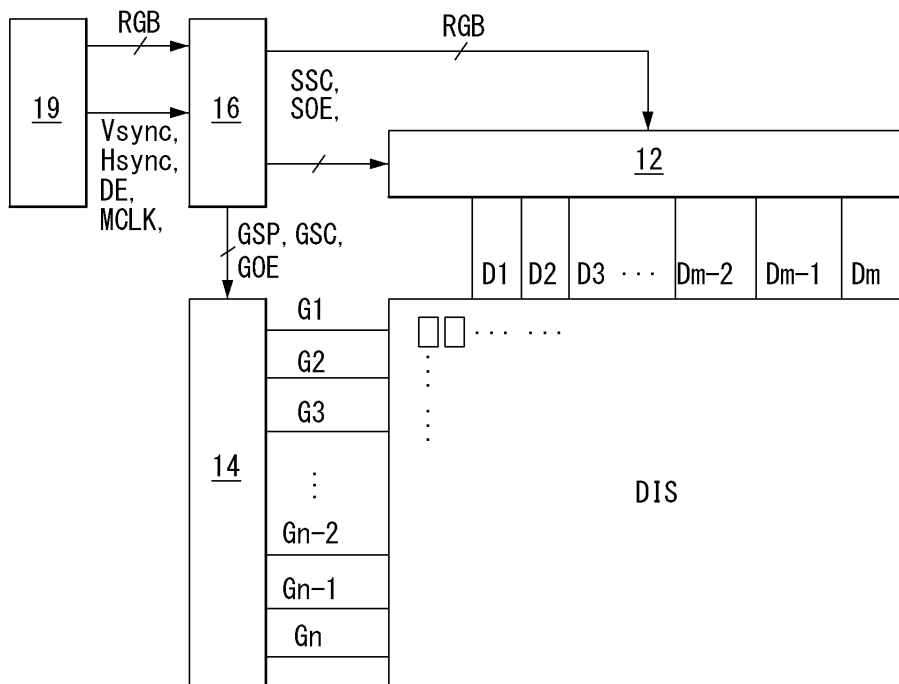 RGB
RGB
19
16
SSC,
SOE,
Vsync,
Hsync,
DE,
MCLK,
12
GSP, GSC,
GOE
D1 D2 D3 ··· Dm-2 Dm-1 Dm
G1
G2
G3
14
Gn-2
Gn-1
Gn
DIS